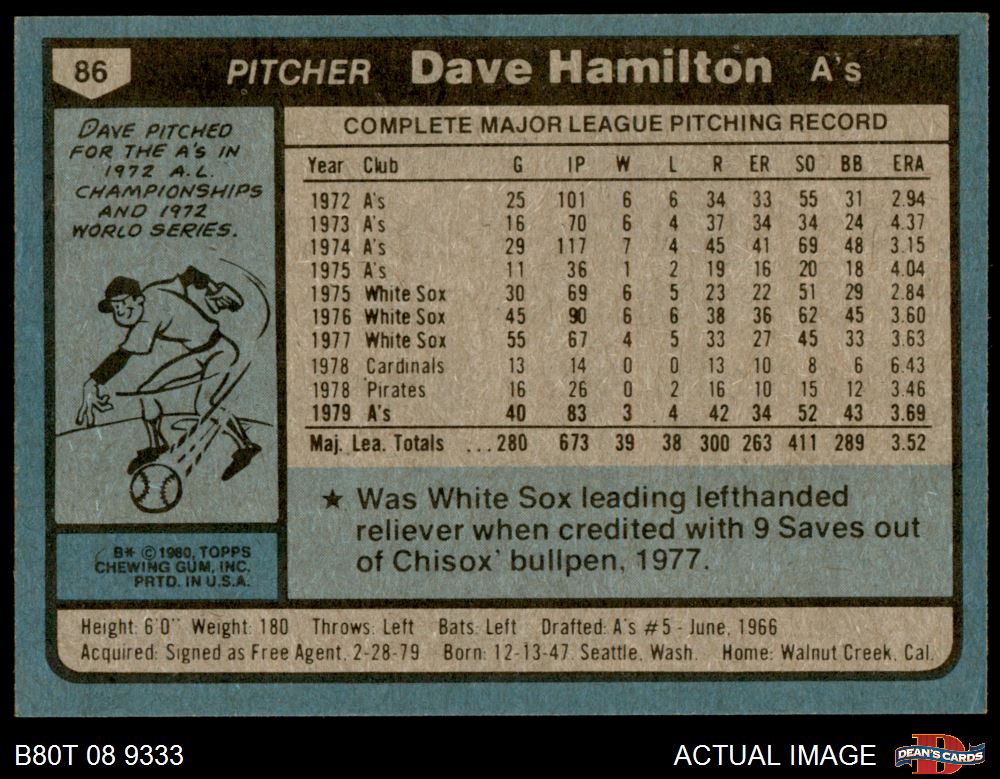 86 PITCHER Dave Hamilton A's
DAVE PITCHED
FOR THE A'S IN
1972 A.L.
CHAMPIONSHIPS
AND 1972
WORLD SERIES.
B* © 1980, TOPPS
CHEWING GUM, INC.
PRTD. IN U.S.A.
COMPLETE MAJOR LEAGUE PITCHING RECORD
Year Club G IP W L R ER SO BB ERA
1972 A's 25 101 6 6 34 33 55 31 2.94
1973 A's 16 70 6 4 37 34 34 24 4.37
1974 A's 29 117 7 4 45 41 69 48 3.15
1975 A's 11 36 1 2 19 16 20 18 4.04
1975 White Sox 30 69 6 5 23 22 51 29 2.84
1976 White Sox 45 90 6 6 38 36 62 45 3.60
1977 White Sox 55 67 4 5 33 27 45 33 3.63
1978 Cardinals 13 14 0 0 13 10 8 6 6.43
1978 Pirates 16 26 0 2 16 10 15 12 3.46
1979 A's 40 83 3 4 42 34 52 43 3.69
Maj. Lea. Totals ...280 673 39 38 300 263 411 289 3.52
★ Was White Sox leading lefthanded
reliever when credited with 9 Saves out
of Chisox' bullpen, 1977.
Height: 6'0" Weight: 180 Throws: Left Bats: Left Drafted: A's #5 - June, 1966
Acquired: Signed as Free Agent, 2-28-79 Born: 12-13-47, Seattle, Wash. Home: Walnut Creek, Cal.
B80T 08 9333 ACTUAL IMAGE D DEAN'S CARDS